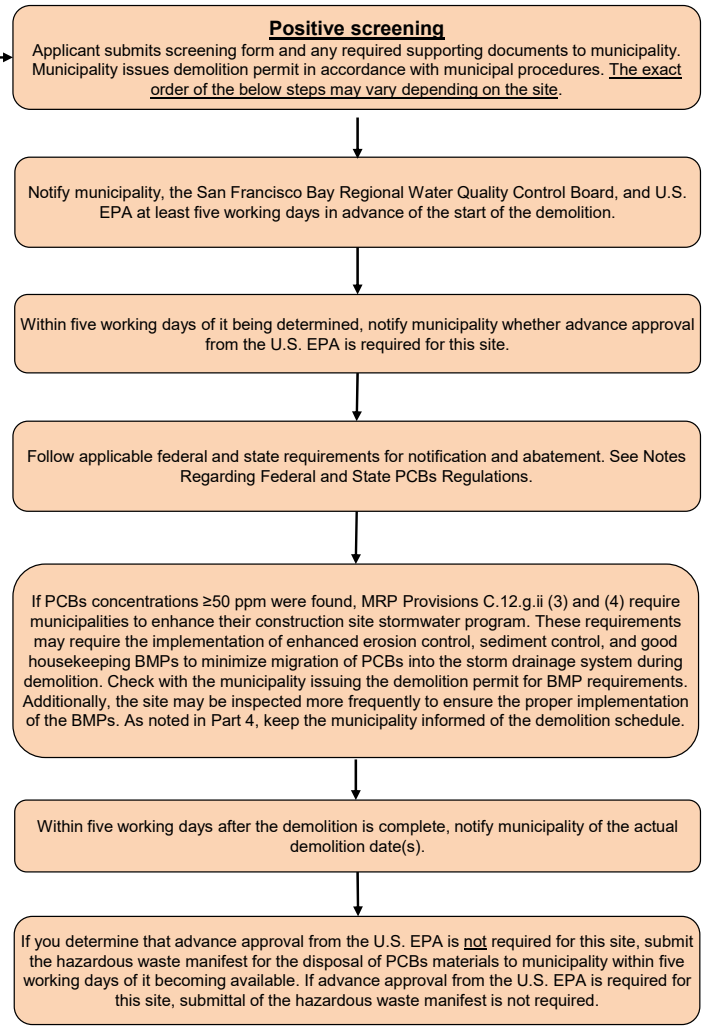 Positive screening
Applicant submits screening form and any required supporting documents to municipality.
Municipality issues demolition permit in accordance with municipal procedures. The exact
order of the below steps may vary depending on the site.
Notify municipality, the San Francisco Bay Regional Water Quality Control Board, and U.S.
EPA at least five working days in advance of the start of the demolition.
Within five working days of it being determined, notify municipality whether advance approval
from the U.S. EPA is required for this site.
Follow applicable federal and state requirements for notification and abatement. See Notes
Regarding Federal and State PCBs Regulations.
If PCBs concentrations ≥50 ppm were found, MRP Provisions C.12.g.ii (3) and (4) require
municipalities to enhance their construction site stormwater program. These requirements
may require the implementation of enhanced erosion control, sediment control, and good
housekeeping BMPs to minimize migration of PCBs into the storm drainage system during
demolition. Check with the municipality issuing the demolition permit for BMP requirements.
Additionally, the site may be inspected more frequently to ensure the proper implementation
of the BMPs. As noted in Part 4, keep the municipality informed of the demolition schedule.
Within five working days after the demolition is complete, notify municipality of the actual
demolition date(s).
If you determine that advance approval from the U.S. EPA is not required for this site, submit
the hazardous waste manifest for the disposal of PCBs materials to municipality within five
working days of it becoming available. If advance approval from the U.S. EPA is required for
this site, submittal of the hazardous waste manifest is not required.